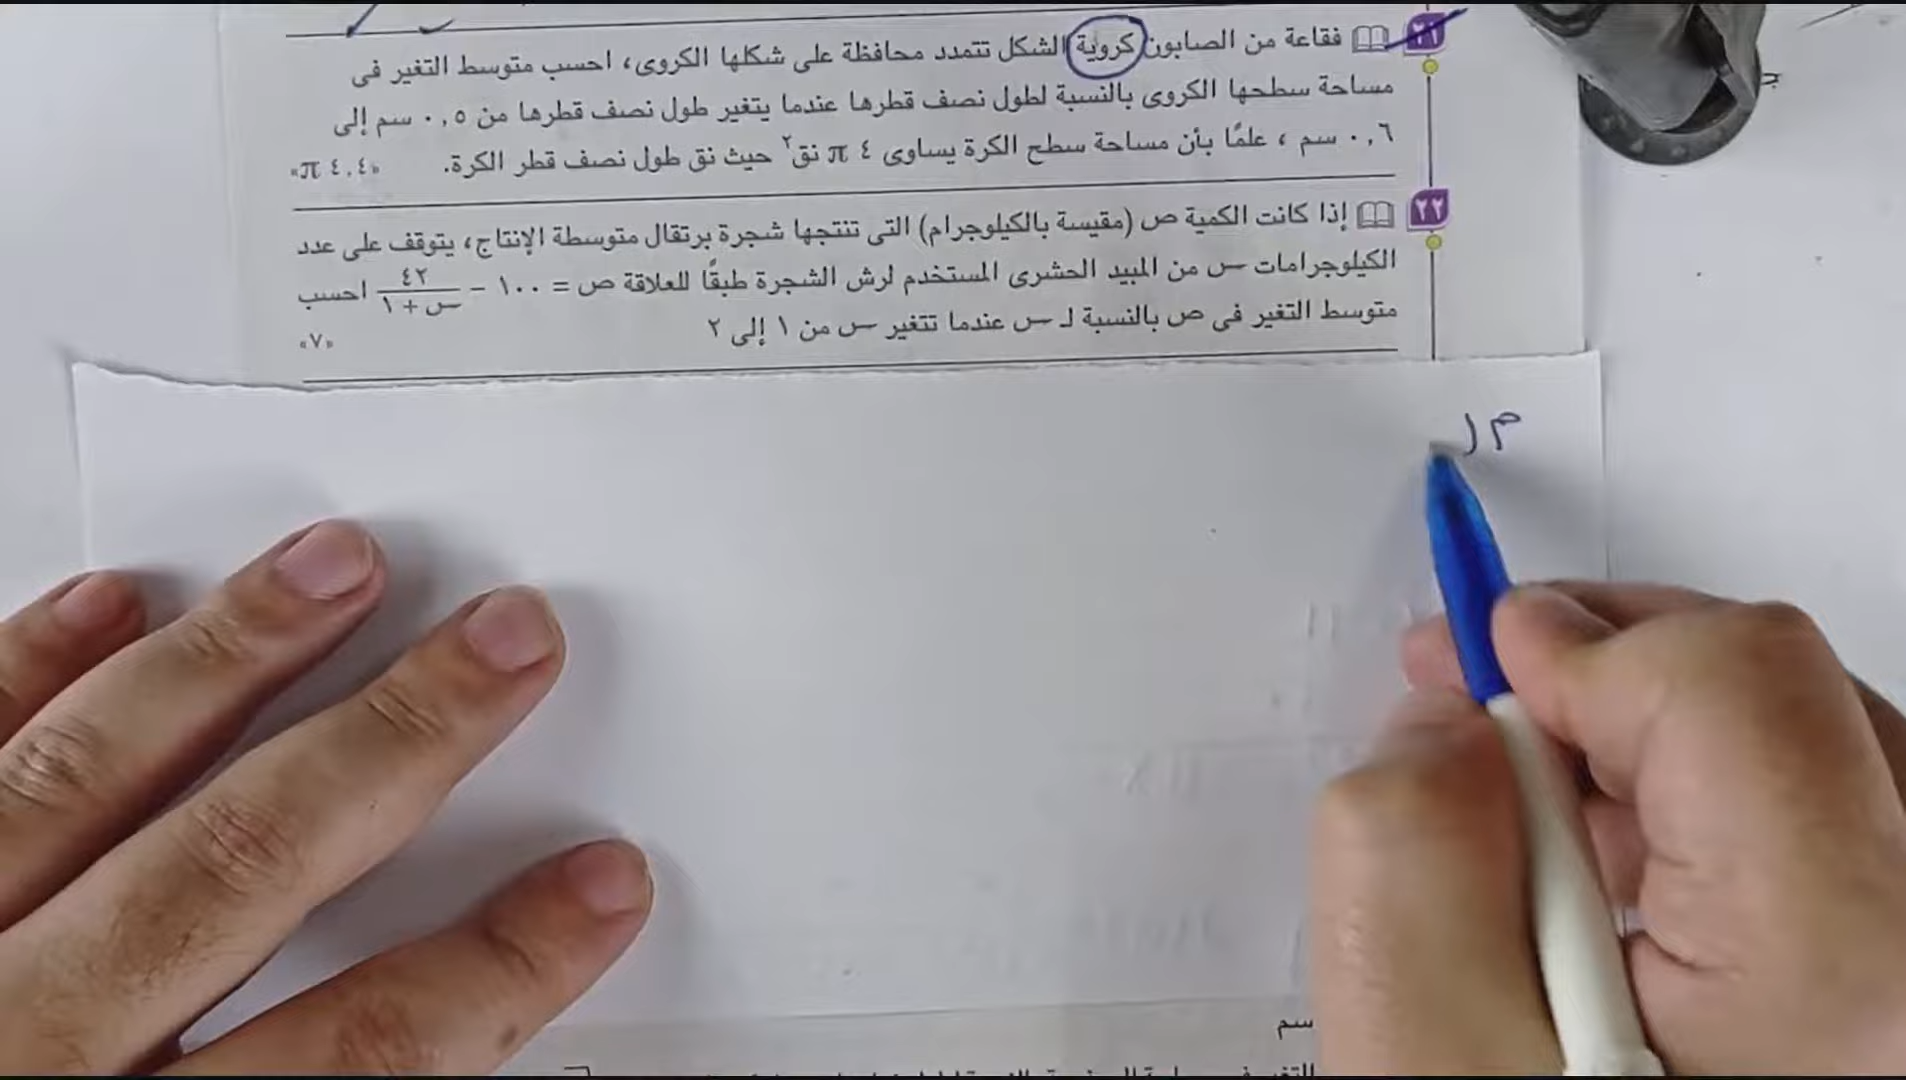 ٢١ فقاعة من الصابون كروية الشكل تتمدد محافظة على شكلها الكروى، احسب متوسط التغير فى
مساحة سطحها الكروى بالنسبة لطول نصف قطرها عندما يتغير طول نصف قطرها من ٠,٥ سم إلى
٠,٦ سم ، علمًا بأن مساحة سطح الكرة يساوى ٤ π نق٢ حيث نق طول نصف قطر الكرة. «٤,٤ π»
٢٢ إذا كانت الكمية ص (مقيسة بالكيلوجرام) التى تنتجها شجرة برتقال متوسطة الإنتاج، يتوقف على عدد
الكيلوجرامات س من المبيد الحشرى المستخدم لرش الشجرة طبقًا للعلاقة ص = ١٠٠ - ٤٢/(س + ١) احسب
متوسط التغير فى ص بالنسبة لـ س عندما تتغير س من ١ إلى ٢ «٧»
م (
سم